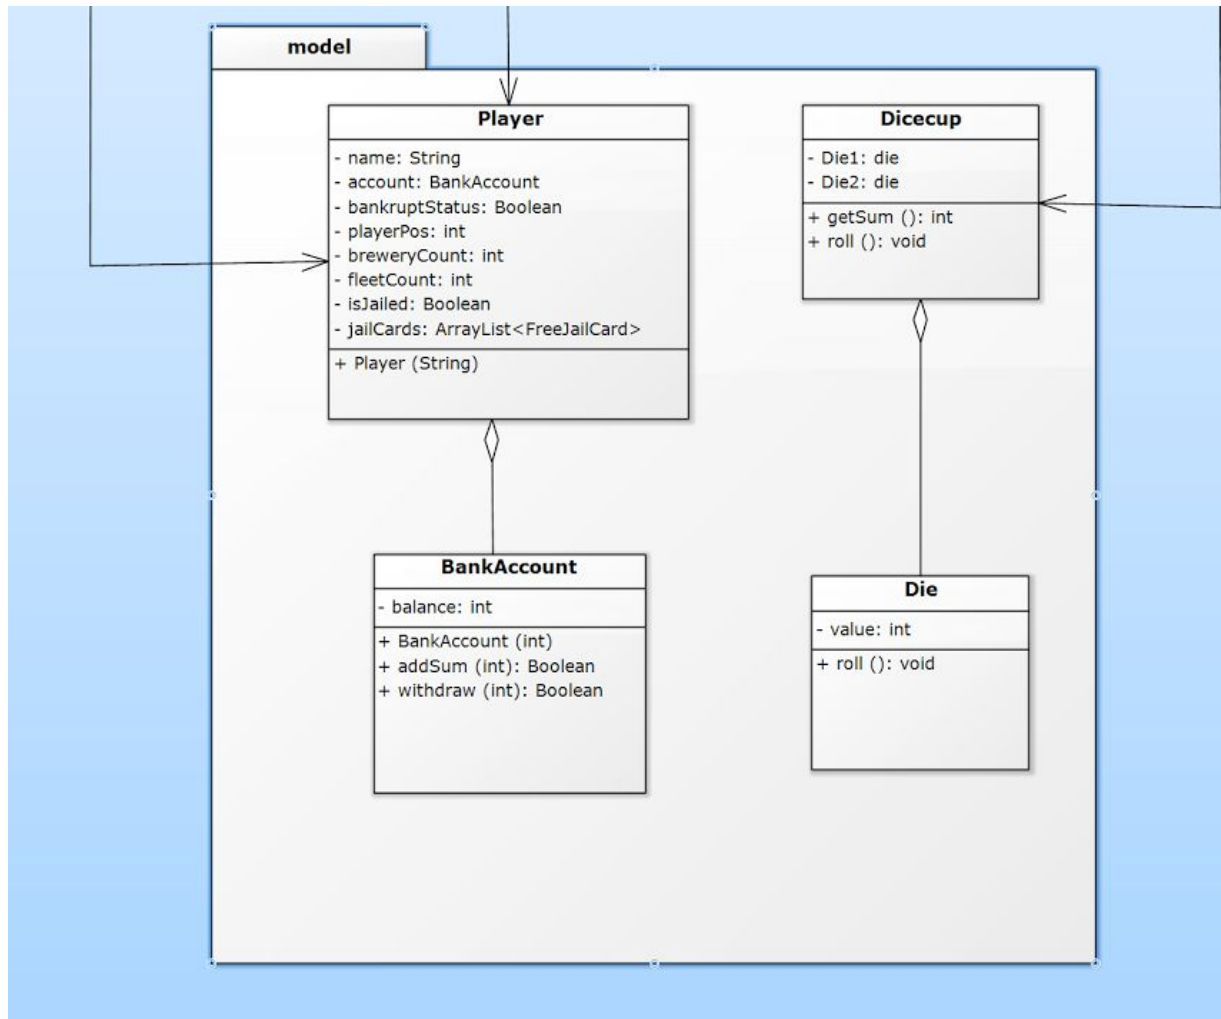 model
Player
- name: String
- account: BankAccount
- bankruptStatus: Boolean
- playerPos: int
- breweryCount: int
- fleetCount: int
- isJailed: Boolean
- jailCards: ArrayList<FreeJailCard>
+ Player (String)
Dicecup
- Die1: die
- Die2: die
+ getSum (): int
+ roll (): void
BankAccount
- balance: int
+ BankAccount (int)
+ addSum (int): Boolean
+ withdraw (int): Boolean
Die
- value: int
+ roll (): void